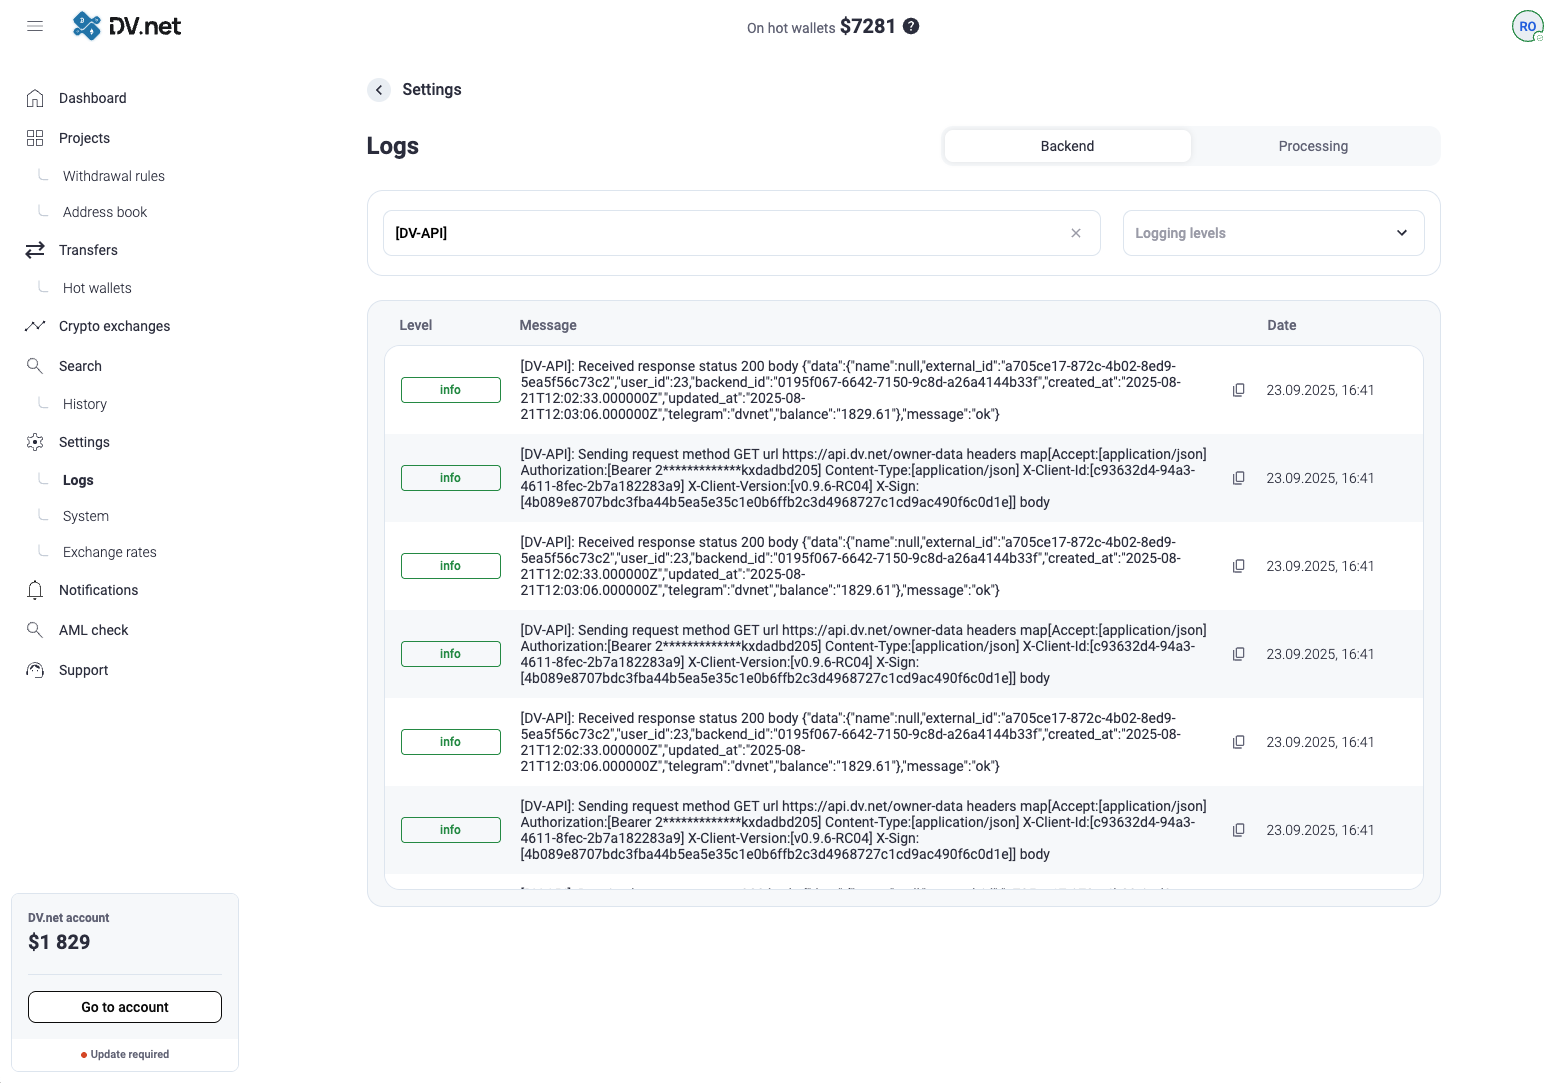 DV.net
On hot wallets $7281 ?
RO
Dashboard
Projects
Withdrawal rules
Address book
Transfers
Hot wallets
Crypto exchanges
Search
History
Settings
Logs
System
Exchange rates
Notifications
AML check
Support
DV.net account
$1 829
Go to account
Update required
Settings
Logs
Backend
Processing
[DV-API]
Logging levels
Level Message Date
info
[DV-API]: Received response status 200 body {"data":{"name":null,"external_id":"a705ce17-872c-4b02-8ed9-
5ea5f56c73c2","user_id":23,"backend_id":"0195f067-6642-7150-9c8d-a26a4144b33f","created_at":"2025-08-
21T12:02:33.000000Z","updated_at":"2025-08-
21T12:03:06.000000Z","telegram":"dvnet","balance":"1829.61"},"message":"ok"}
23.09.2025, 16:41
info
[DV-API]: Sending request method GET url https://api.dv.net/owner-data headers map[Accept:[application/json]
Authorization:[Bearer 2*************kxdadbd205] Content-Type:[application/json] X-Client-Id:[c93632d4-94a3-
4611-8fec-2b7a182283a9] X-Client-Version:[v0.9.6-RC04] X-Sign:
[4b089e8707bdc3fba44b5ea5e35c1e0b6ffb2c3d4968727c1cd9ac490f6c0d1e]] body
23.09.2025, 16:41
info
[DV-API]: Received response status 200 body {"data":{"name":null,"external_id":"a705ce17-872c-4b02-8ed9-
5ea5f56c73c2","user_id":23,"backend_id":"0195f067-6642-7150-9c8d-a26a4144b33f","created_at":"2025-08-
21T12:02:33.000000Z","updated_at":"2025-08-
21T12:03:06.000000Z","telegram":"dvnet","balance":"1829.61"},"message":"ok"}
23.09.2025, 16:41
info
[DV-API]: Sending request method GET url https://api.dv.net/owner-data headers map[Accept:[application/json]
Authorization:[Bearer 2*************kxdadbd205] Content-Type:[application/json] X-Client-Id:[c93632d4-94a3-
4611-8fec-2b7a182283a9] X-Client-Version:[v0.9.6-RC04] X-Sign:
[4b089e8707bdc3fba44b5ea5e35c1e0b6ffb2c3d4968727c1cd9ac490f6c0d1e]] body
23.09.2025, 16:41
info
[DV-API]: Received response status 200 body {"data":{"name":null,"external_id":"a705ce17-872c-4b02-8ed9-
5ea5f56c73c2","user_id":23,"backend_id":"0195f067-6642-7150-9c8d-a26a4144b33f","created_at":"2025-08-
21T12:02:33.000000Z","updated_at":"2025-08-
21T12:03:06.000000Z","telegram":"dvnet","balance":"1829.61"},"message":"ok"}
23.09.2025, 16:41
info
[DV-API]: Sending request method GET url https://api.dv.net/owner-data headers map[Accept:[application/json]
Authorization:[Bearer 2*************kxdadbd205] Content-Type:[application/json] X-Client-Id:[c93632d4-94a3-
4611-8fec-2b7a182283a9] X-Client-Version:[v0.9.6-RC04] X-Sign:
[4b089e8707bdc3fba44b5ea5e35c1e0b6ffb2c3d4968727c1cd9ac490f6c0d1e]] body
23.09.2025, 16:41